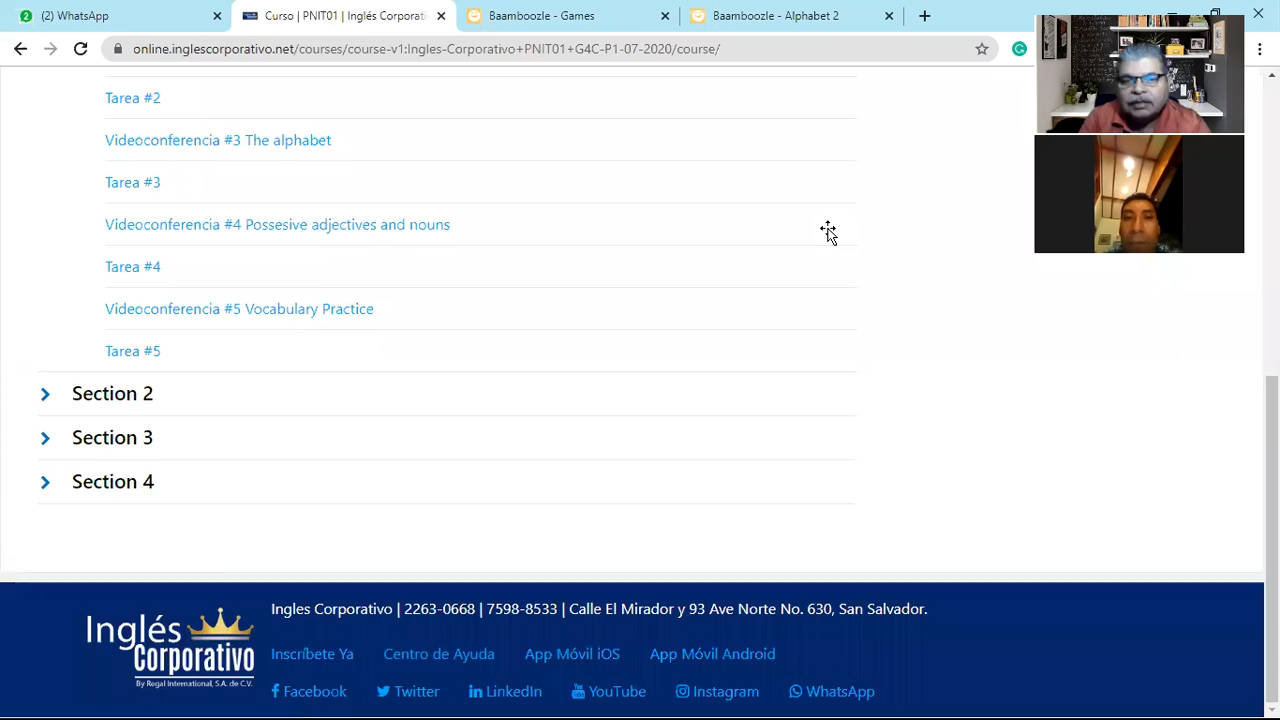 (2) WhatsApp
Curso | PNIT01 | Inglés Corporati
Baamboozle - Games
Baamboozle - Alphabet B
online.inglescorporativo.net/courses/course-v1:Ingles-Corporativo+PNIT01+G4C-P1-07-2020/course/
Tarea #2
Videoconferencia #3 The alphabet
Tarea #3
Videoconferencia #4 Possesive adjectives and nouns
Tarea #4
Videoconferencia #5 Vocabulary Practice
Tarea #5
Section 2
Section 3
Section 4
Inglés
Corporativo
By Regal International, S.A. de C.V.
Ingles Corporativo | 2263-0668 | 7598-8533 | Calle El Mirador y 93 Ave Norte No. 630, San Salvador.
Inscríbete Ya Centro de Ayuda App Móvil iOS App Móvil Android
Facebook Twitter LinkedIn YouTube Instagram WhatsApp